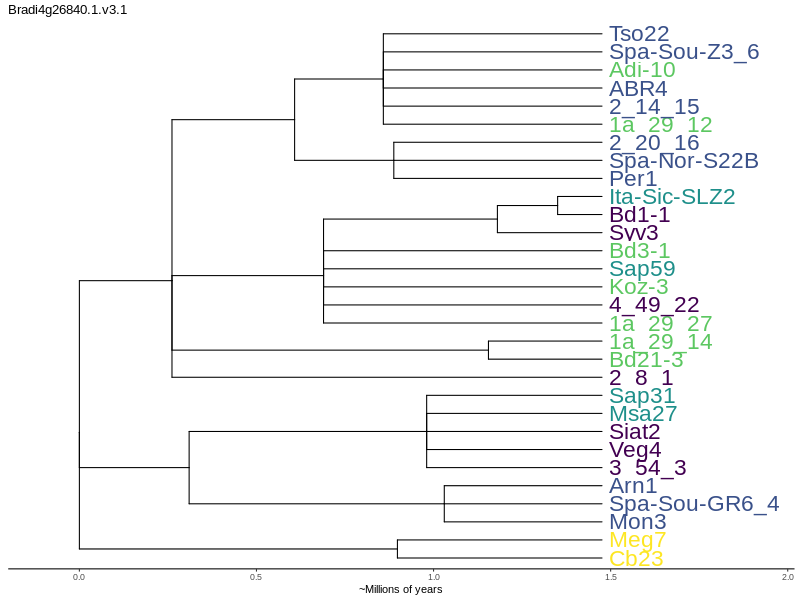 Bradi4g26840.1.v3.1
Tso22
Spa-Sou-Z3_6
Adi-10
ABR4
2_14_15
1a_29_12
2_20_16
Spa-Nor-S22B
Per1
Ita-Sic-SLZ2
Bd1-1
Syv3
Bd3-1
Sap59
Koz-3
4_49_22
1a_29_27
1a_29_14
Bd21-3
2_8_1
Sap31
Msa27
Siat2
Veg4
3_54_3
Arn1
Spa-Sou-GR6_4
Mon3
Meg7
Cb23
0.0 0.5 1.0 1.5 2.0
~Millions of years